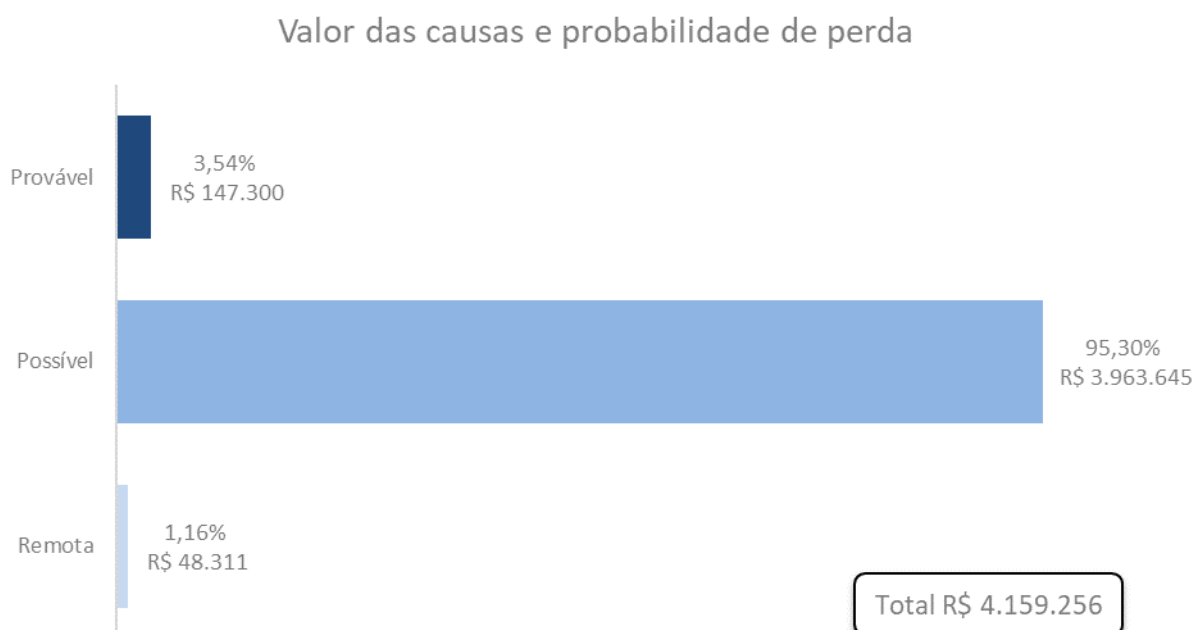 Valor das causas e probabilidade de perda
Provável
3,54%
R$ 147.300
Possível
95,30%
R$ 3.963.645
Remota
1,16%
R$ 48.311
Total R$ 4.159.256